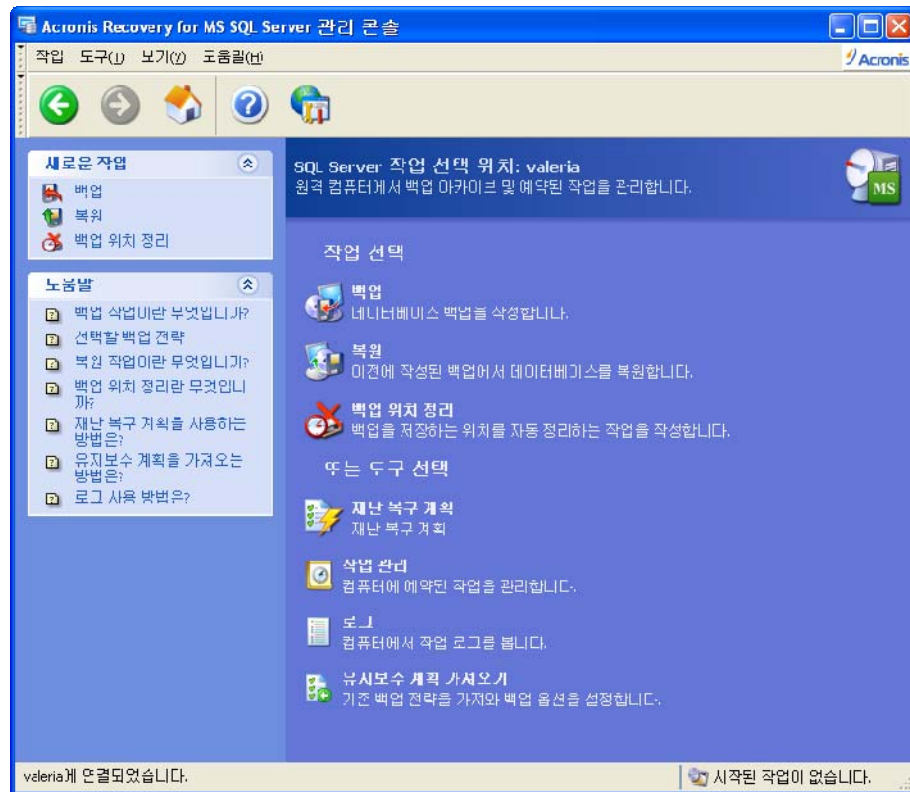 Acronis Recovery for MS SQL Server 관리 콘솔
작업 도구(J) 보기(Y) 도움말(H)
Acronis
새로운 작업
백업
복원
백업 위치 정리
도움말
백업 작업이란 무엇입니까?
선택할 백업 전략
복원 작업이란 무엇입니까?
백업 위치 정리란 무엇입니
까?
재난 복구 계획을 사용하는
방법은?
유지보수 계획을 가져오는
방법은?
로그 사용 방법은?
SQL Server 작업 선택 위치: valeria
원격 컴퓨터에서 백업 아카이브 및 예약된 작업을 관리합니다.
MS
작업 선택
백업
데이터베이스 백업을 작성합니다.
복원
이전에 작성된 백업에서 데이터베이스를 복원합니다.
백업 위치 정리
백업을 저장하는 위치를 자동 정리하는 작업을 작성합니다.
또는 도구 선택
재난 복구 계획
재난 복구 계획
작업 관리
컴퓨터에 예약된 작업을 관리합니다.
로그
컴퓨터에서 작업 로그를 봅니다.
유지보수 계획 가져오기
기존 백업 전략을 가져와 백업 옵션을 설정합니다.
valeria에 연결되었습니다.
시작된 작업이 없습니다.